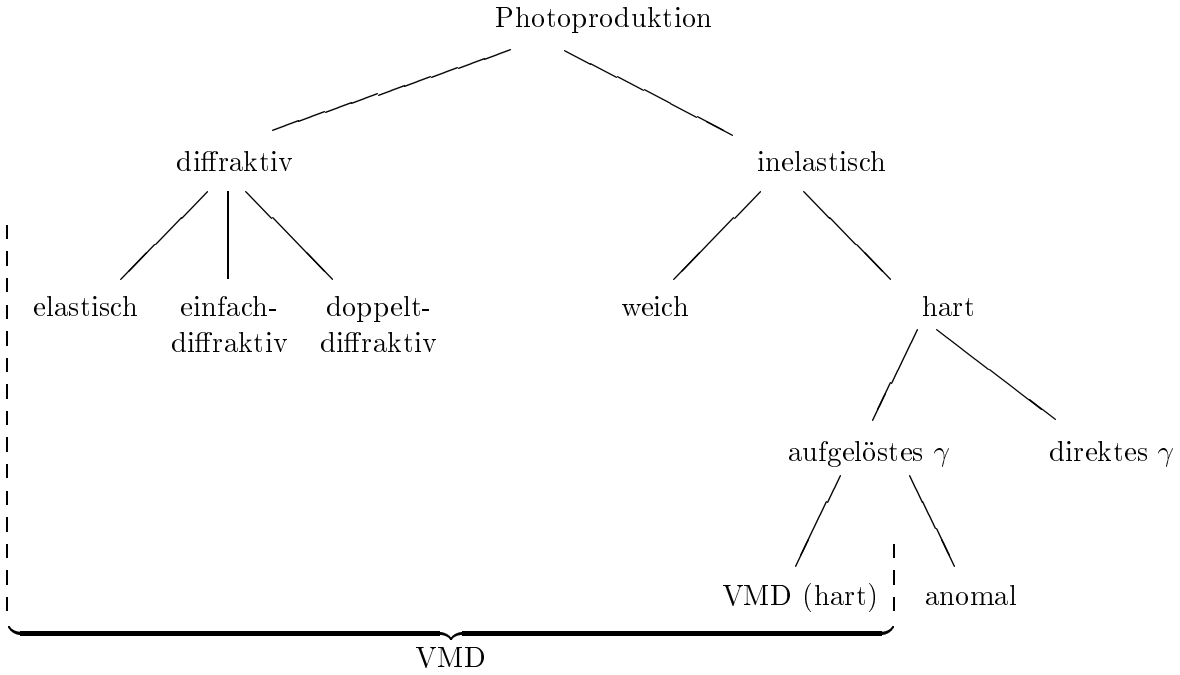 Photoproduktion
diffraktiv
inelastisch
elastisch
einfach-
diffraktiv
doppelt-
diffraktiv
weich
hart
aufgelöstes γ
direktes γ
VMD (hart)
anomal
VMD